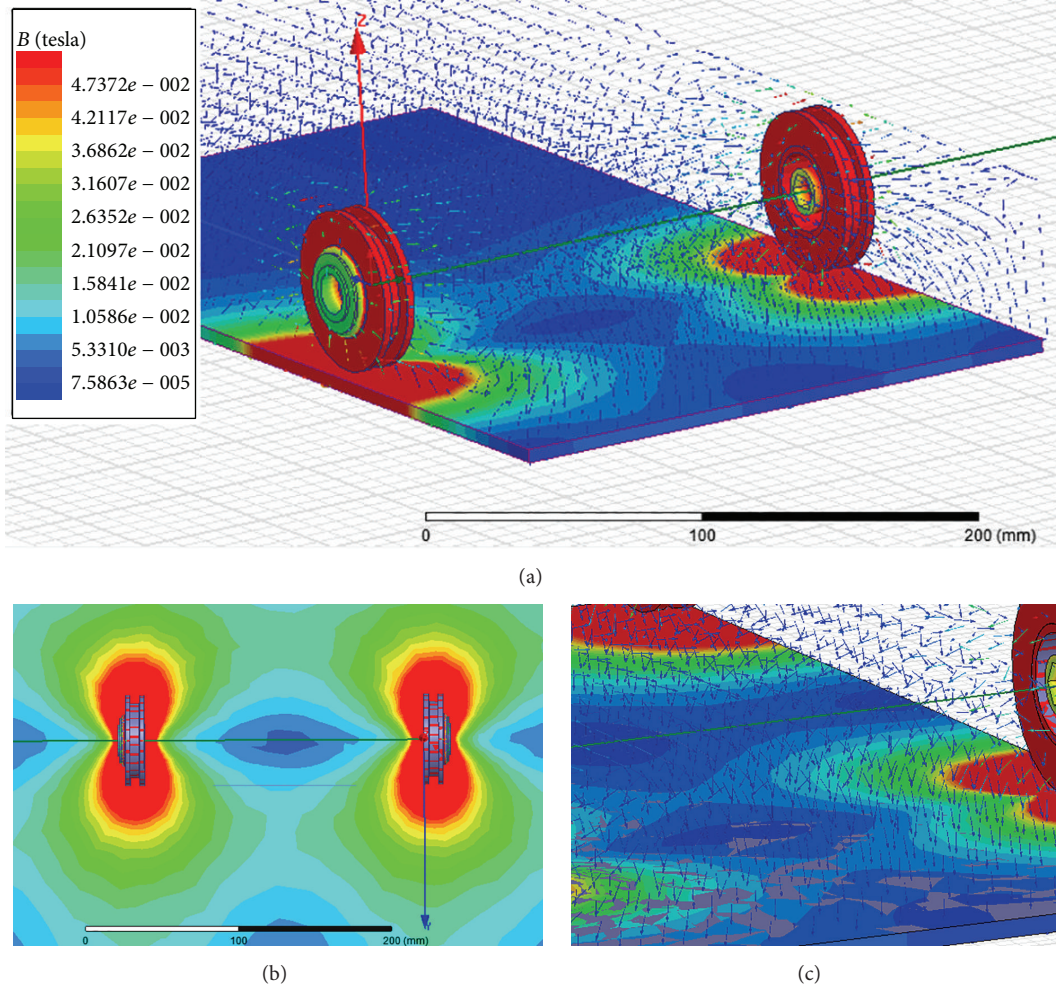 B (tesla)
4.7372e − 002
4.2117e − 002
3.6862e − 002
3.1607e − 002
2.6352e − 002
2.1097e − 002
1.5841e − 002
1.0586e − 002
5.3310e − 003
7.5863e − 005
Z
0 100 200 (mm)
(a)
0 100 200 (mm)
(b)
(c)